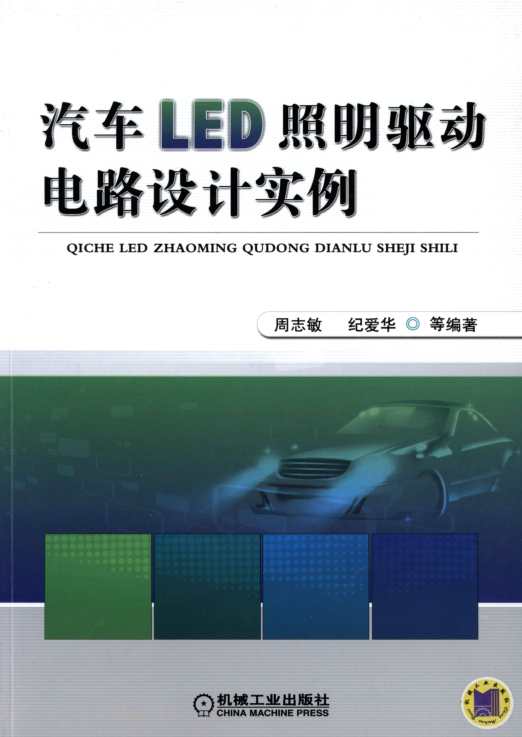 汽车LED照明驱动
电路设计实例
QICHE LED ZHAOMING QUDONG DIANLU SHEJI SHILI
周志敏 纪爱华 ◎ 等编著
机械工业出版社
CHINA MACHINE PRESS